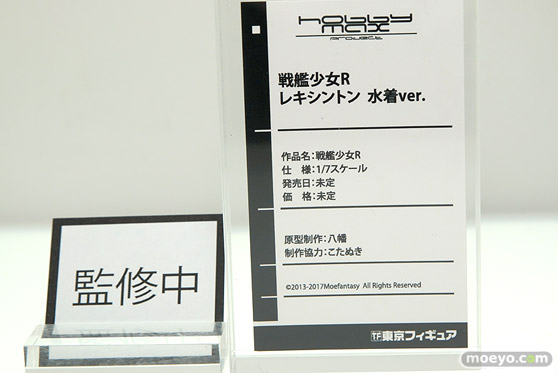 hobby
max
project
戦艦少女R
レキシントン 水着ver.
作品名:戦艦少女R
仕 様:1/7スケール
発売日:未定
価 格:未定
原型制作:八幡
制作協力:こたぬき
©2013-2017Moefantasy All Rights Reserved
TF東京フィギュア
監修中
moeyo.com